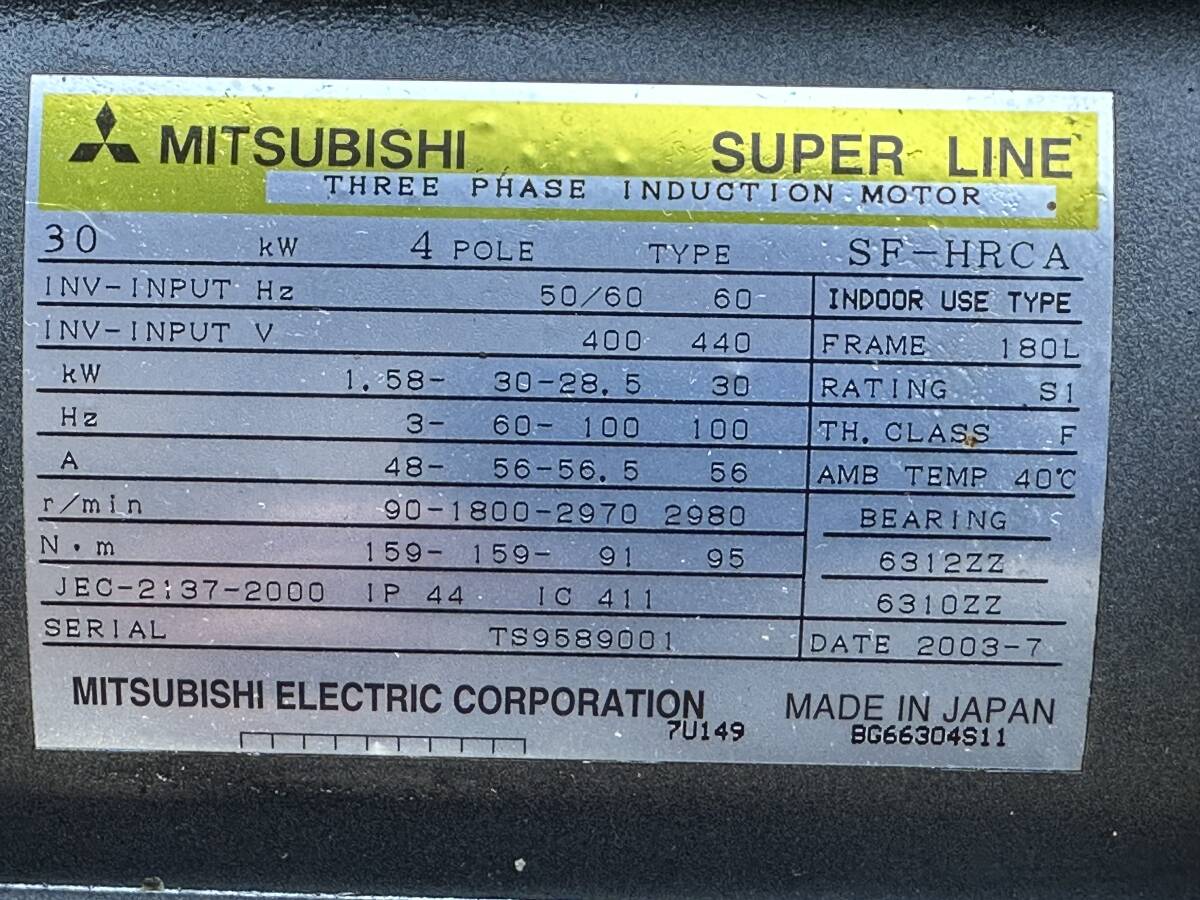 MITSUBISHI SUPER LINE
THREE PHASE INDUCTION MOTOR
30 kW 4 POLE TYPE SF-HRCA
INV-INPUT Hz 50/60 60 INDOOR USE TYPE
INV-INPUT V 400 440 FRAME 180L
kW 1.58- 30-28.5 30 RATING S1
Hz 3- 60- 100 100 TH. CLASS F
A 48- 56-56.5 56 AMB TEMP 40℃
r/min 90-1800-2970 2980 BEARING
N·m 159- 159- 91 95 6312ZZ
JEC-2137-2000 IP 44 IC 411 6310ZZ
SERIAL TS9589001 DATE 2003-7
MITSUBISHI ELECTRIC CORPORATION MADE IN JAPAN
7U149 BG66304S11